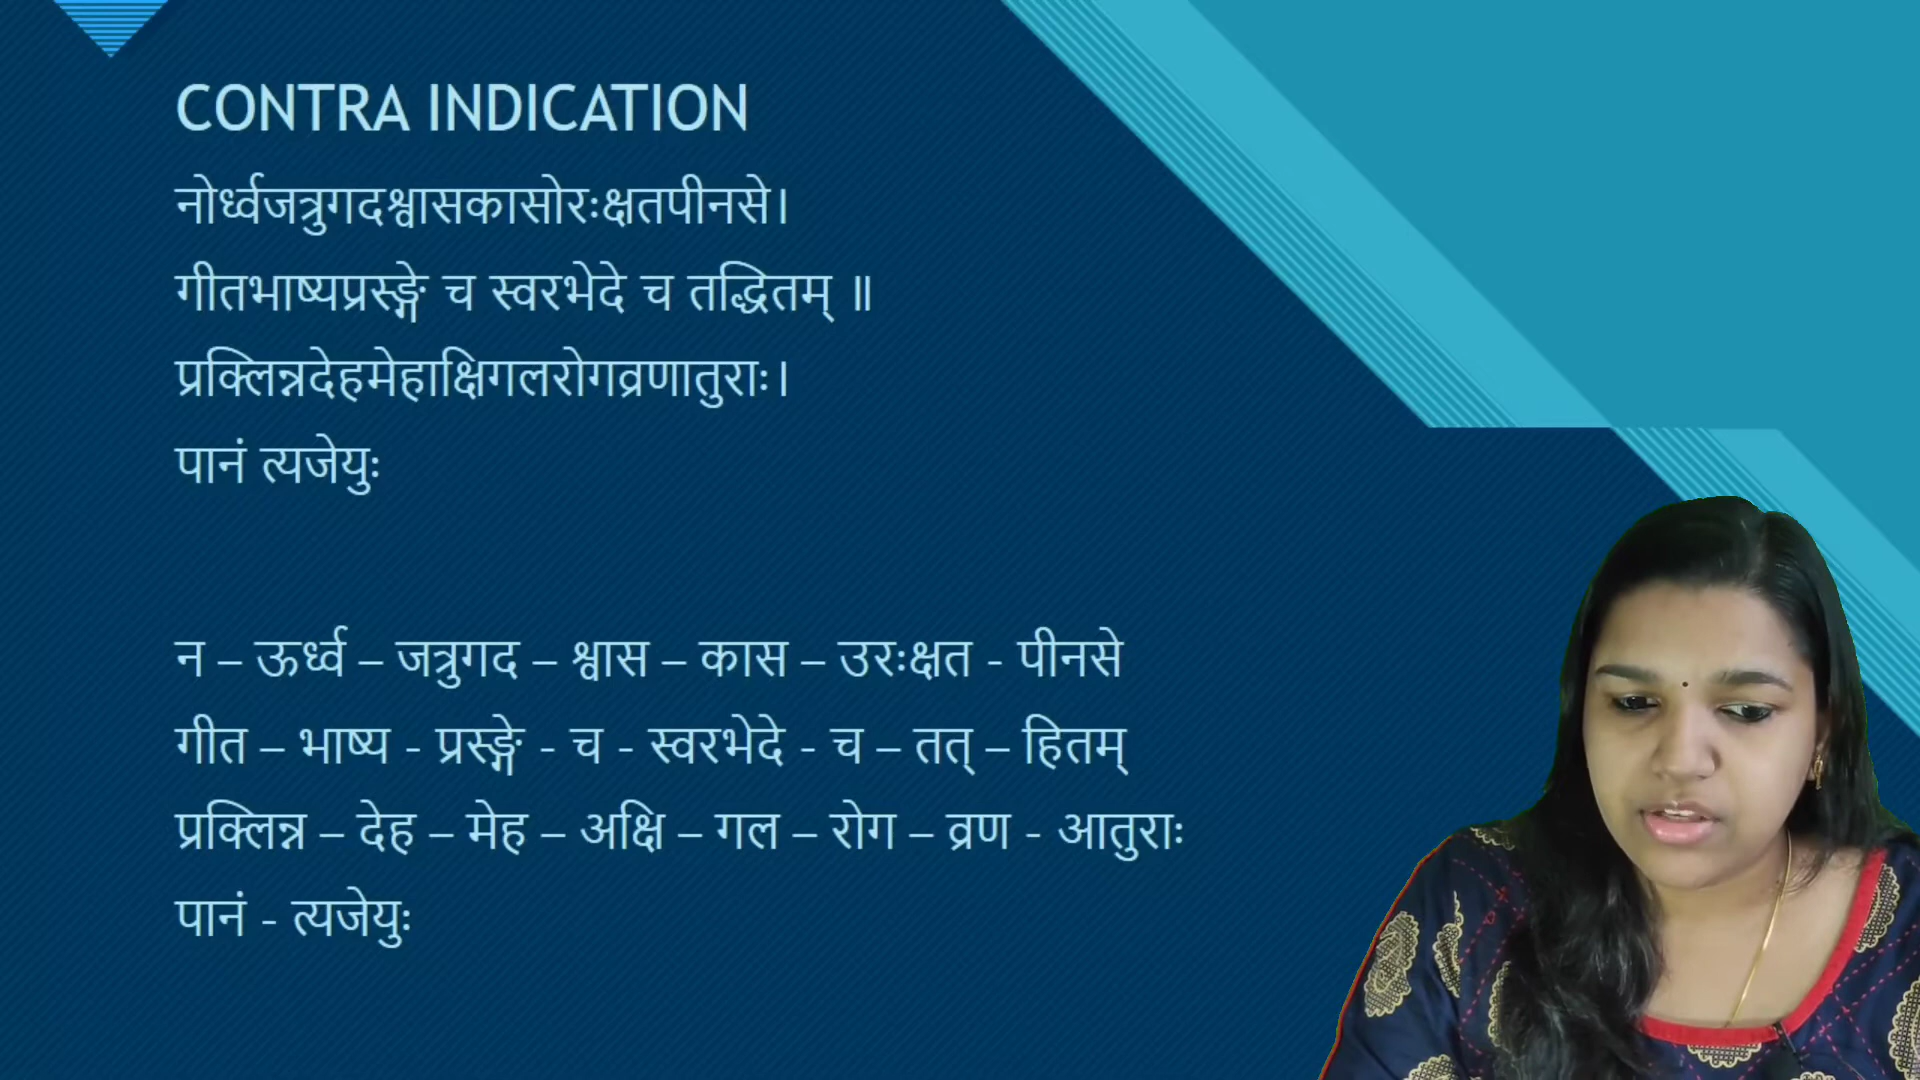 CONTRA INDICATION
नोर्ध्वजत्रुगदश्वासकासोरःक्षतपीनसे।
गीतभाष्यप्रस्ङ्गे च स्वरभेदे च तद्धितम् ॥
प्रक्लिन्नदेहमेहाक्षिगलरोगव्रणातुराः।
पानं त्यजेयुः
न – ऊर्ध्व – जत्रुगद – श्वास – कास – उरःक्षत - पीनसे
गीत – भाष्य - प्रस्ङ्गे - च - स्वरभेदे - च – तत् – हितम्
प्रक्लिन्न – देह – मेह – अक्षि – गल – रोग – व्रण - आतुराः
पानं - त्यजेयुः